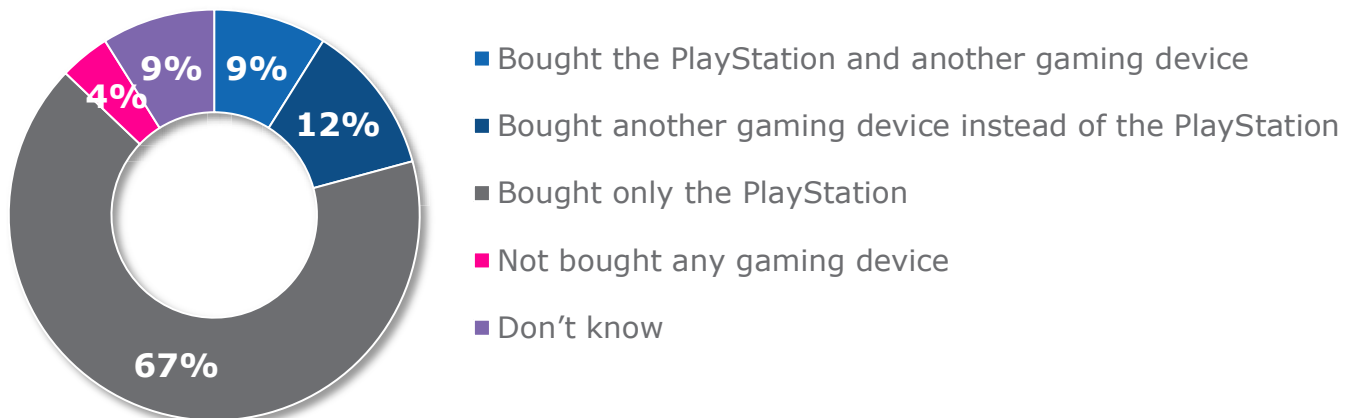 9%
9%
12%
4%
67%
Bought the PlayStation and another gaming device
Bought another gaming device instead of the PlayStation
Bought only the PlayStation
Not bought any gaming device
Don’t know